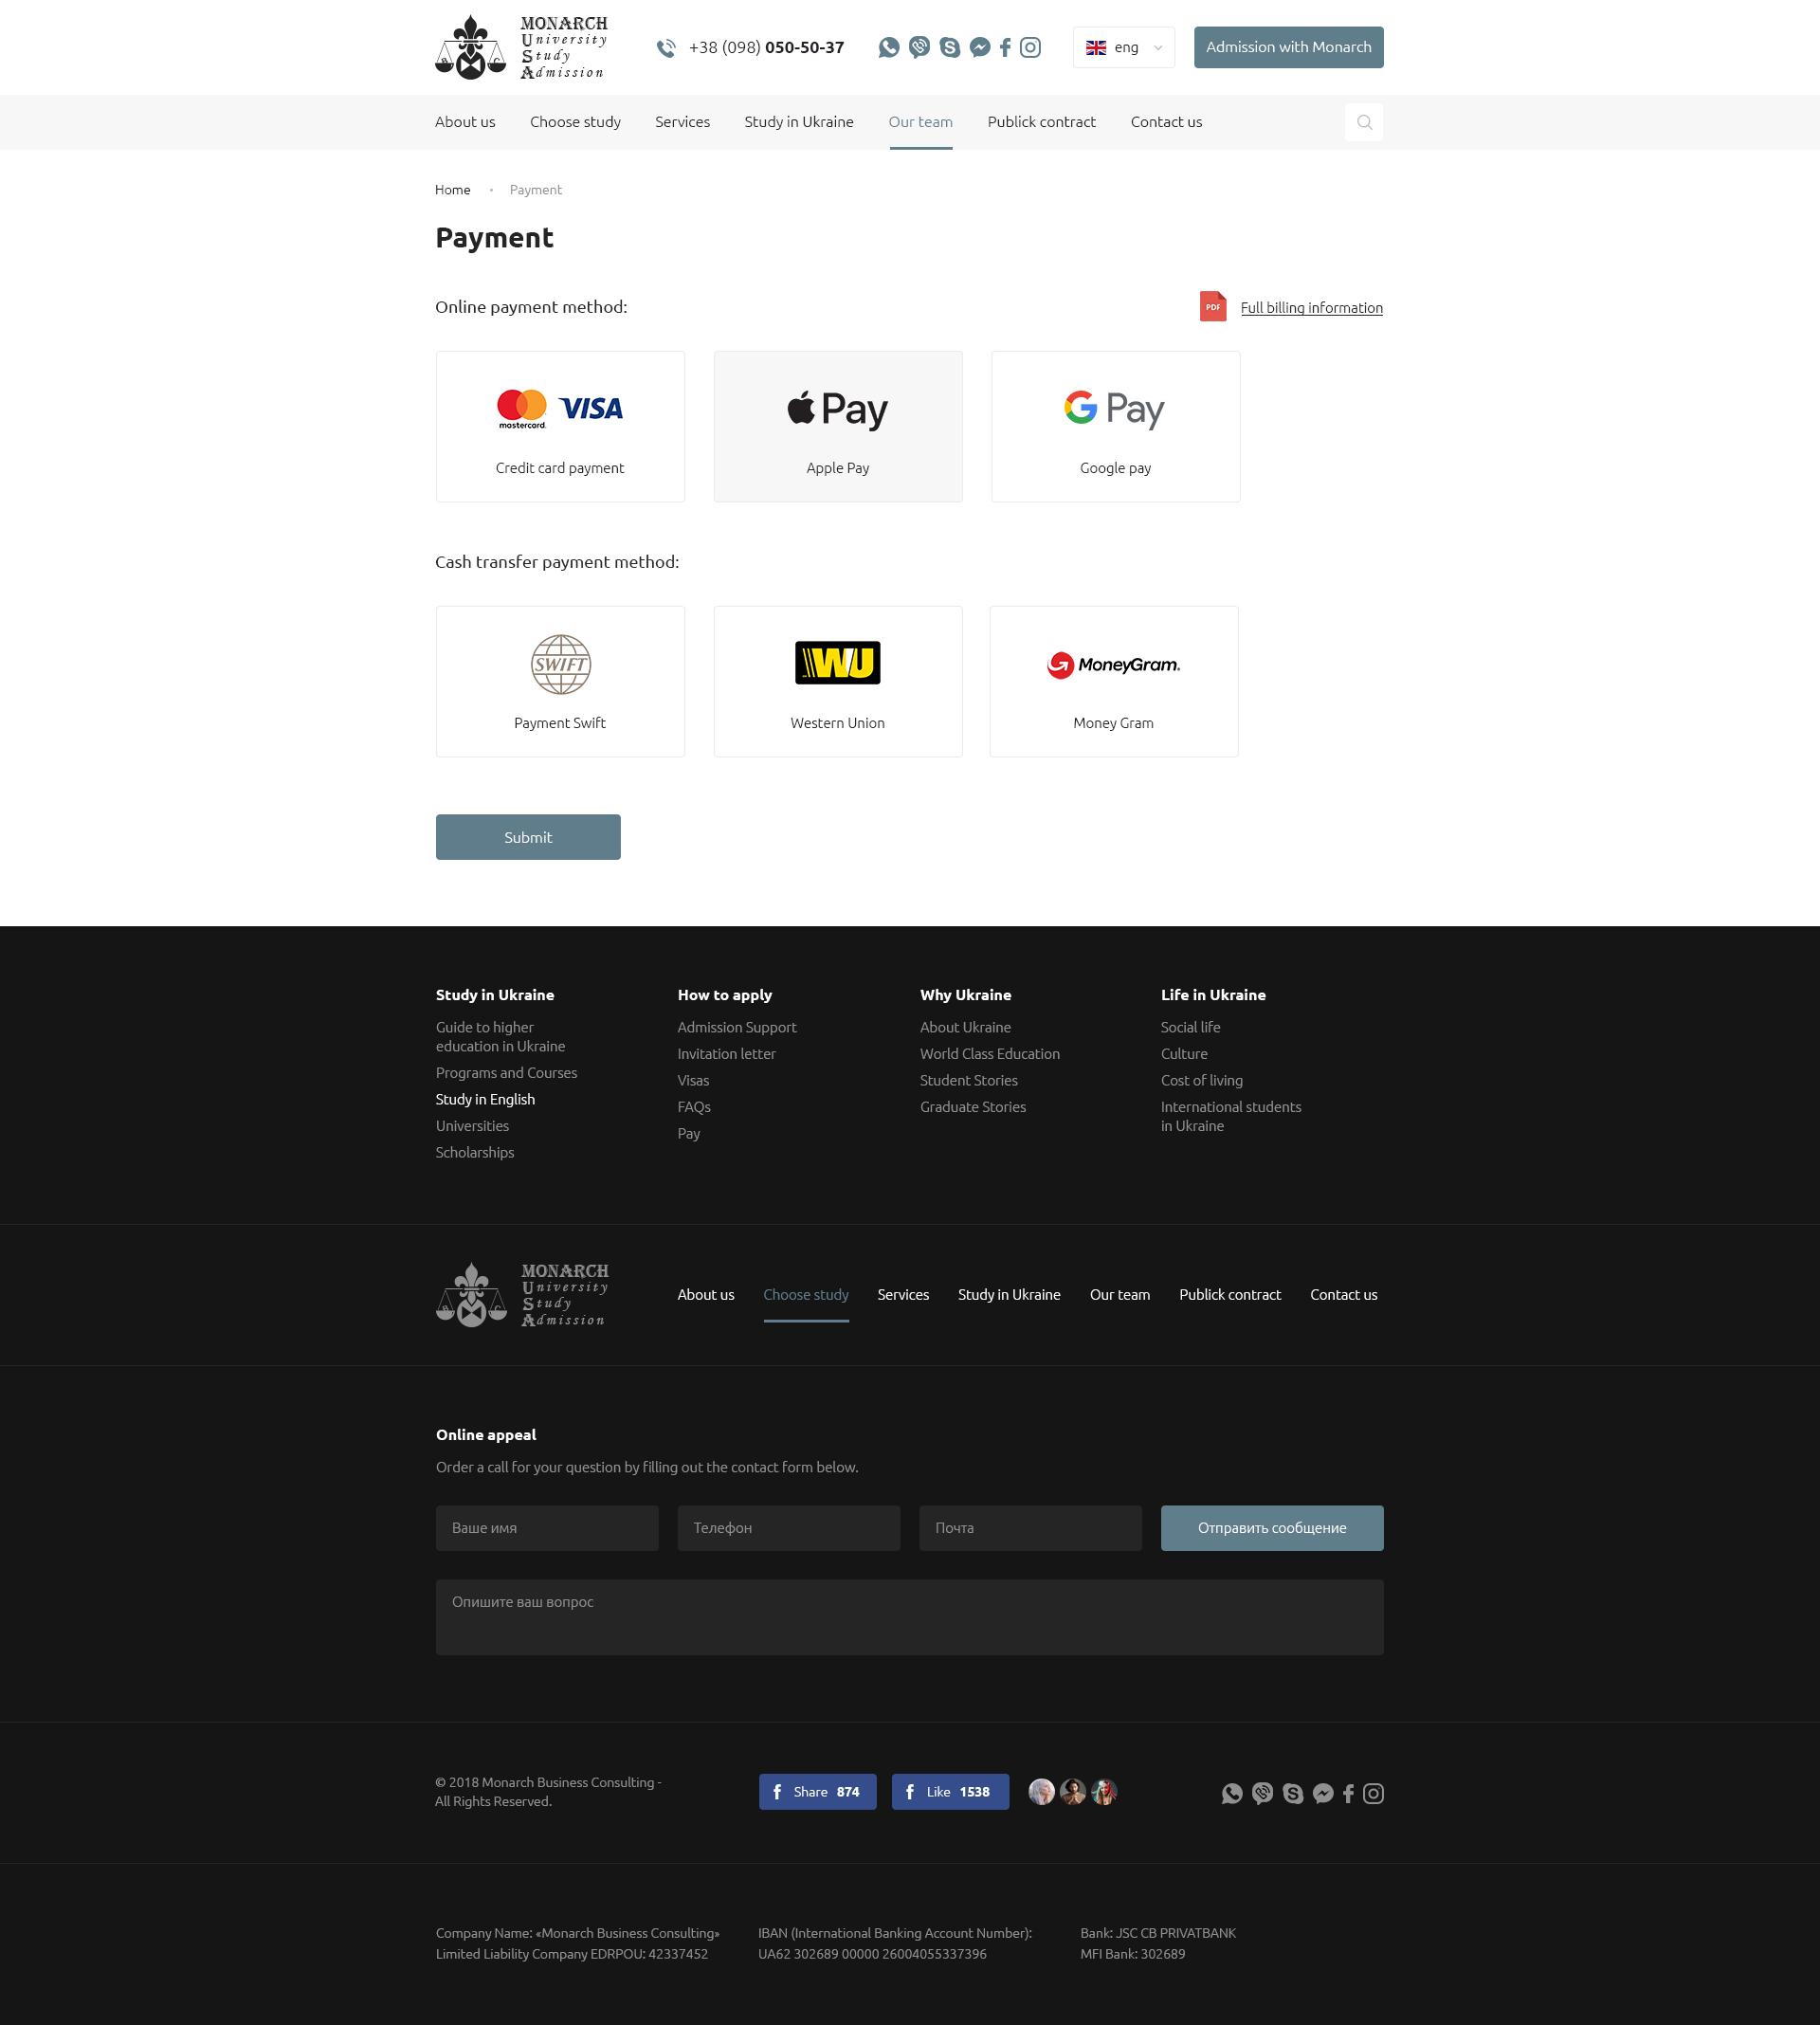 MONARCH
University
Study
Admission
+38 (098) 050-50-37
eng
Admission with Monarch
About us
Choose study
Services
Study in Ukraine
Our team
Publick contract
Contact us
Home • Payment
Payment
Online payment method:
PDF
Full billing information
mastercard.
VISA
Pay
G Pay
Credit card payment
Apple Pay
Google pay
Cash transfer payment method:
SWIFT
WU
MoneyGram.
Payment Swift
Western Union
Money Gram
Submit
Study in Ukraine
Guide to higher
education in Ukraine
Programs and Courses
Study in English
Universities
Scholarships
How to apply
Admission Support
Invitation letter
Visas
FAQs
Pay
Why Ukraine
About Ukraine
World Class Education
Student Stories
Graduate Stories
Life in Ukraine
Social life
Culture
Cost of living
International students
in Ukraine
MONARCH
University
Study
Admission
About us
Choose study
Services
Study in Ukraine
Our team
Publick contract
Contact us
Online appeal
Order a call for your question by filling out the contact form below.
Ваше имя
Телефон
Почта
Отправить сообщение
Опишите ваш вопрос
© 2018 Monarch Business Consulting -
All Rights Reserved.
Share 874
Like 1538
Company Name: «Monarch Business Consulting»
Limited Liability Company EDRPOU: 42337452
IBAN (International Banking Account Number):
UA62 302689 00000 26004055337396
Bank: JSC CB PRIVATBANK
MFI Bank: 302689